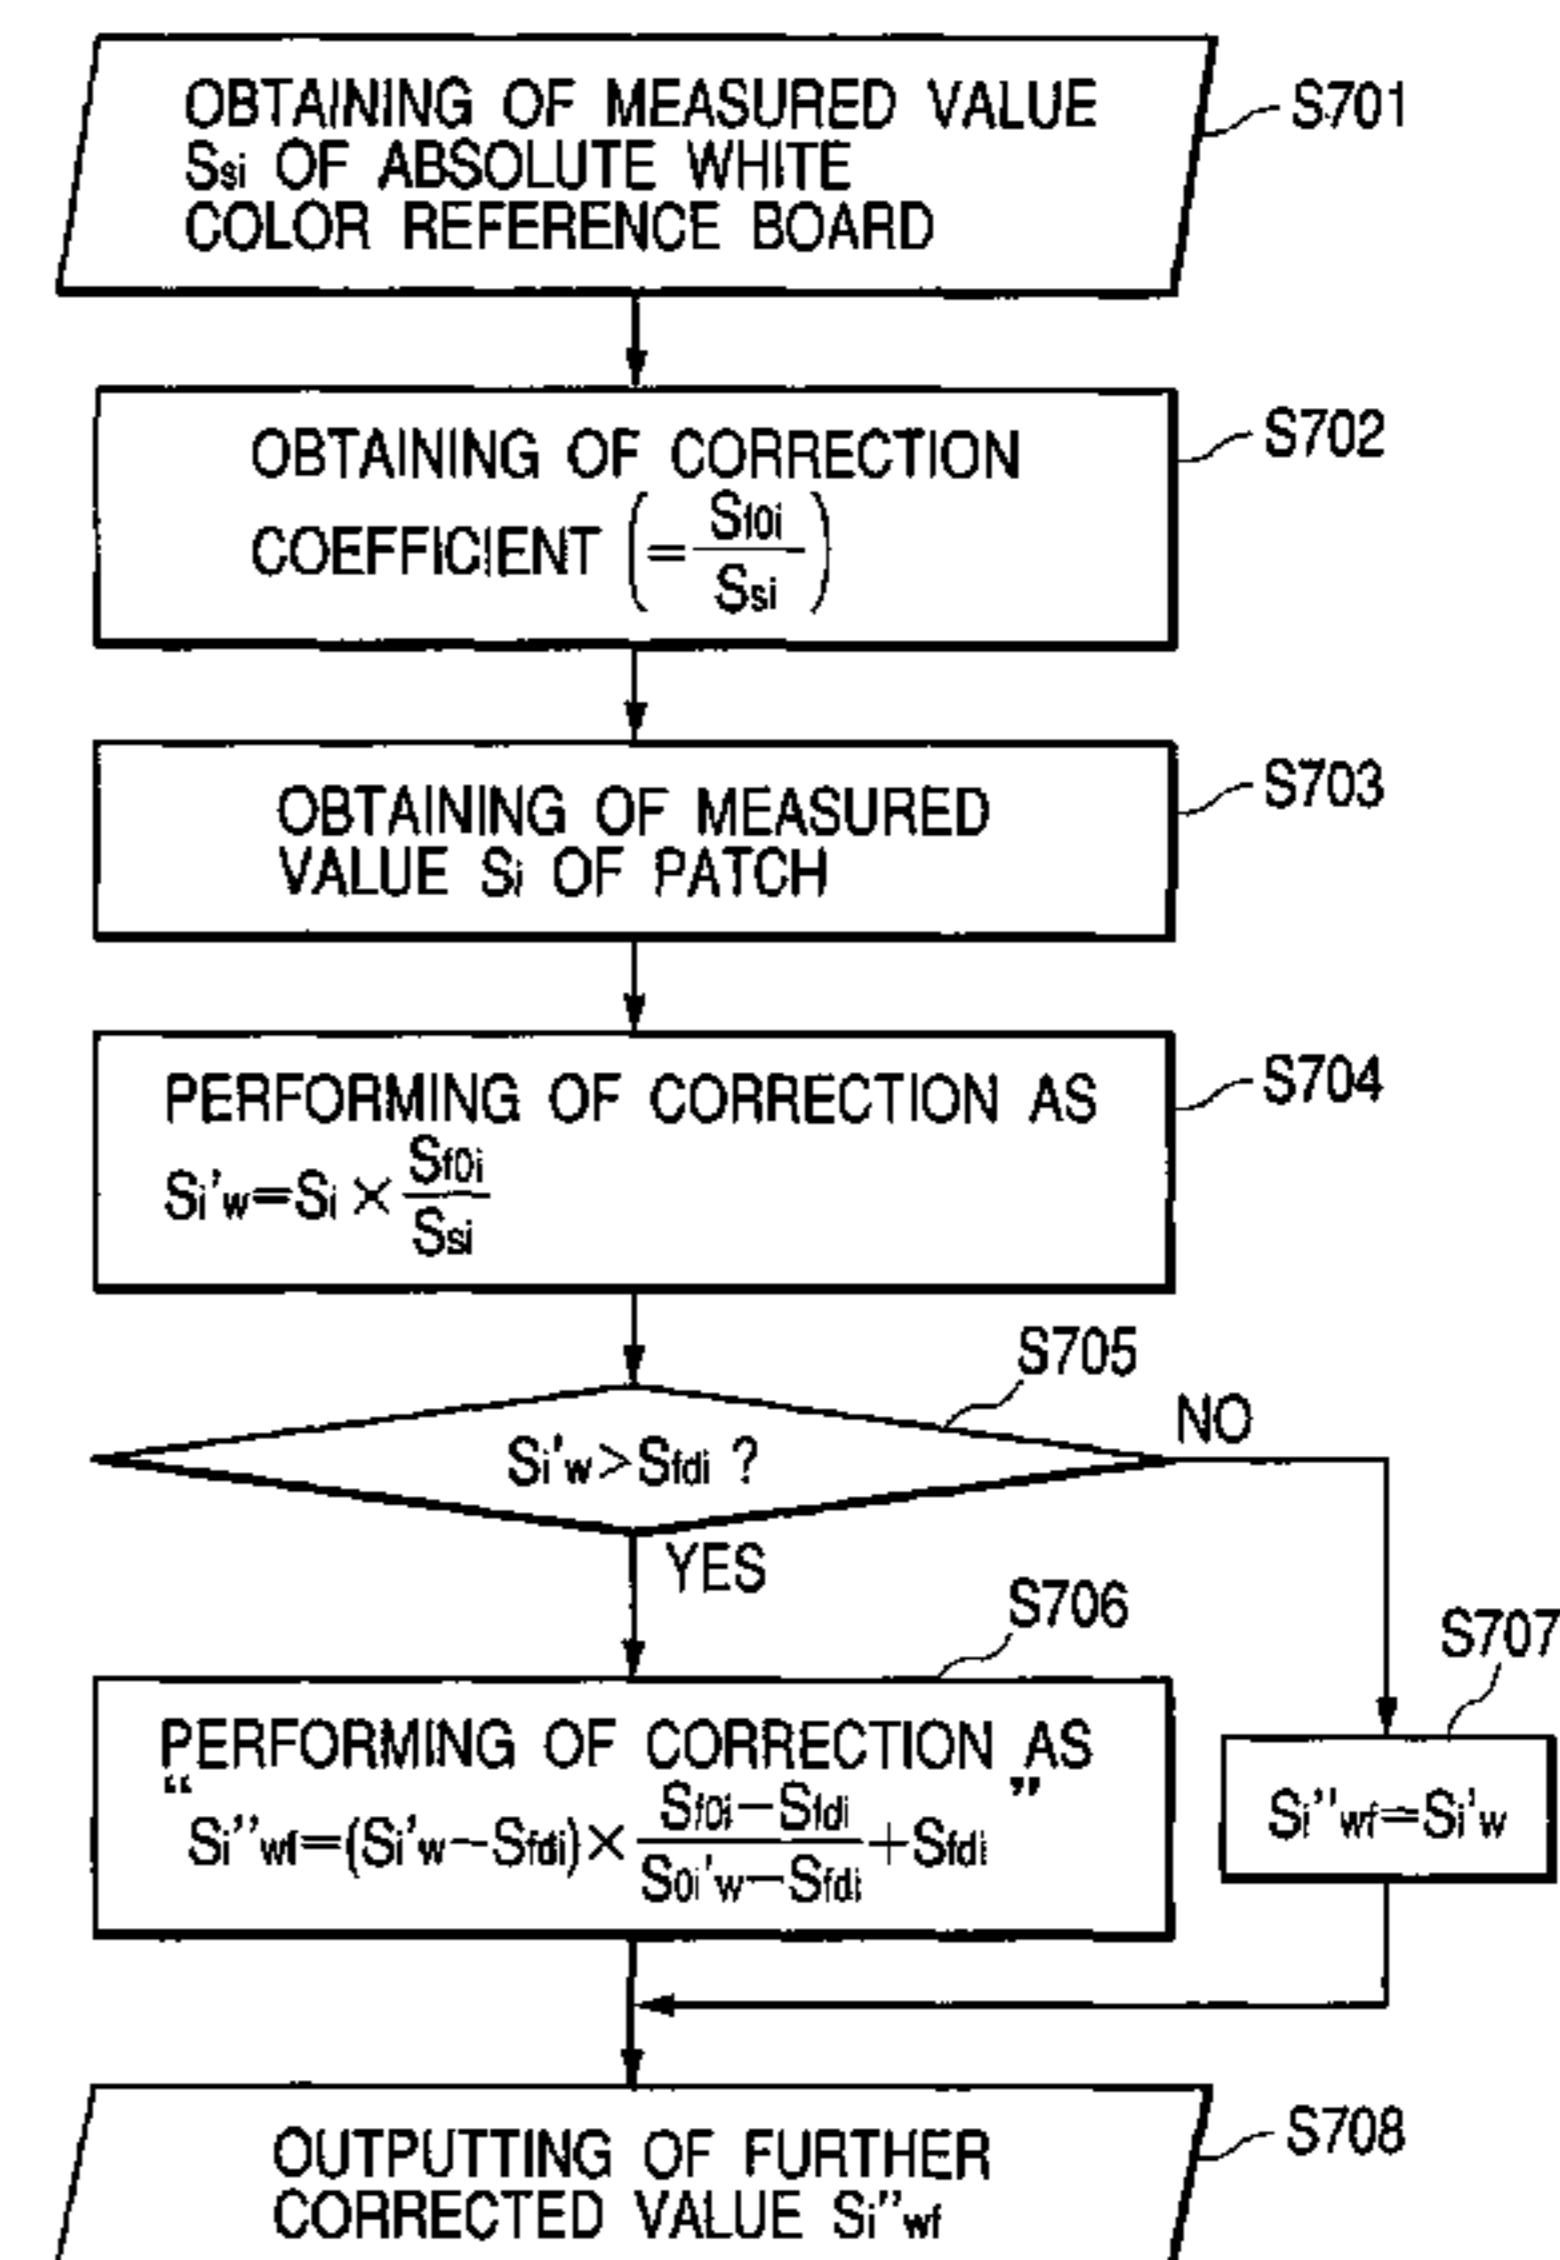 OBTAINING OF MEASURED VALUE
Ssi OF ABSOLUTE WHITE
COLOR REFERENCE BOARD
S701
OBTAINING OF CORRECTION
COEFFICIENT (= Sf0i / Ssi)
S702
OBTAINING OF MEASURED
VALUE Si OF PATCH
S703
PERFORMING OF CORRECTION AS
Si'w=Si × Sf0i / Ssi
S704
S705
Si'w>Sfdi ?
NO
YES
S706
PERFORMING OF CORRECTION AS
“Si''wf=(Si'w−Sfdi)× (Sf0i−Sfdi) / (S0i'w−Sfdi) +Sfdi”
S707
Si''wf=Si'w
OUTPUTTING OF FURTHER
CORRECTED VALUE Si''wf
S708